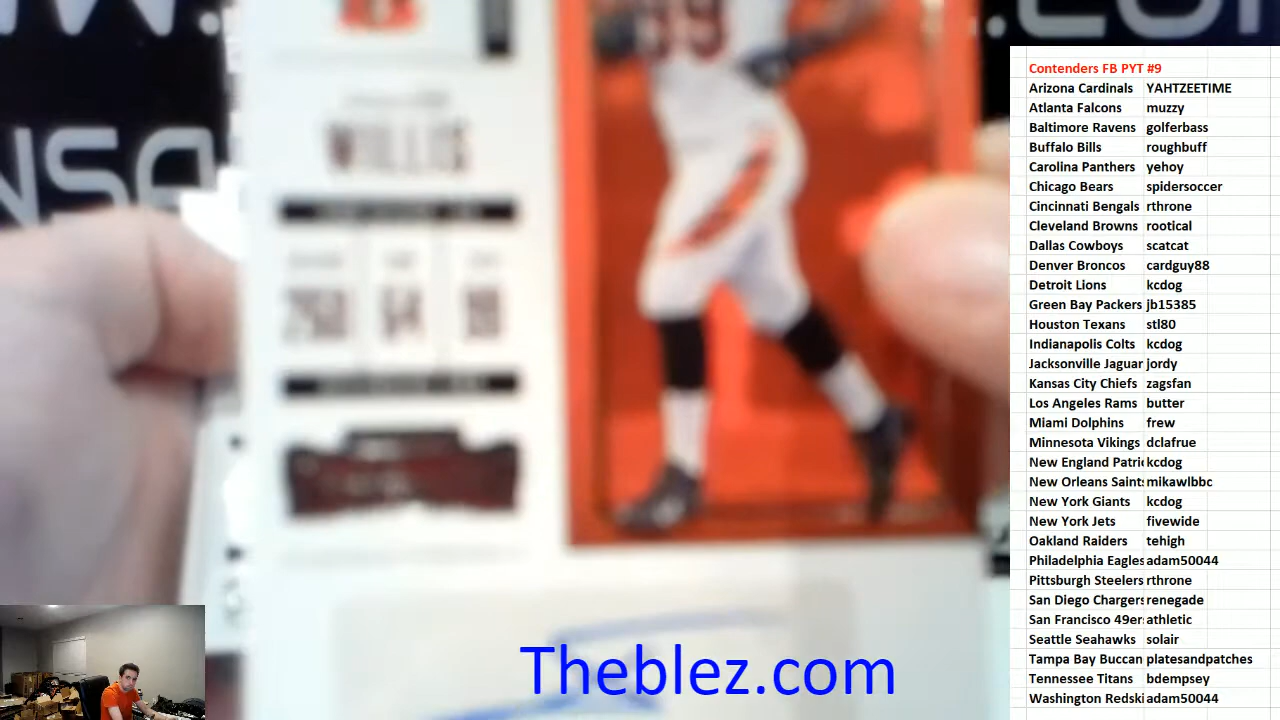 NSA
WILLIS
Theblez.com
Contenders FB PYT #9
Arizona Cardinals YAHTZEETIME
Atlanta Falcons muzzy
Baltimore Ravens golferbass
Buffalo Bills roughbuff
Carolina Panthers yehoy
Chicago Bears spidersoccer
Cincinnati Bengals rthrone
Cleveland Browns rootical
Dallas Cowboys scatcat
Denver Broncos cardguy88
Detroit Lions kcdog
Green Bay Packers jb15385
Houston Texans stl80
Indianapolis Colts kcdog
Jacksonville Jaguar jordy
Kansas City Chiefs zagsfan
Los Angeles Rams butter
Miami Dolphins frew
Minnesota Vikings dclafrue
New England Patri kcdog
New Orleans Saints mikawlbbc
New York Giants kcdog
New York Jets fivewide
Oakland Raiders tehigh
Philadelphia Eagles adam50044
Pittsburgh Steelers rthrone
San Diego Chargers renegade
San Francisco 49er athletic
Seattle Seahawks solair
Tampa Bay Buccan platesandpatches
Tennessee Titans bdempsey
Washington Redski adam50044